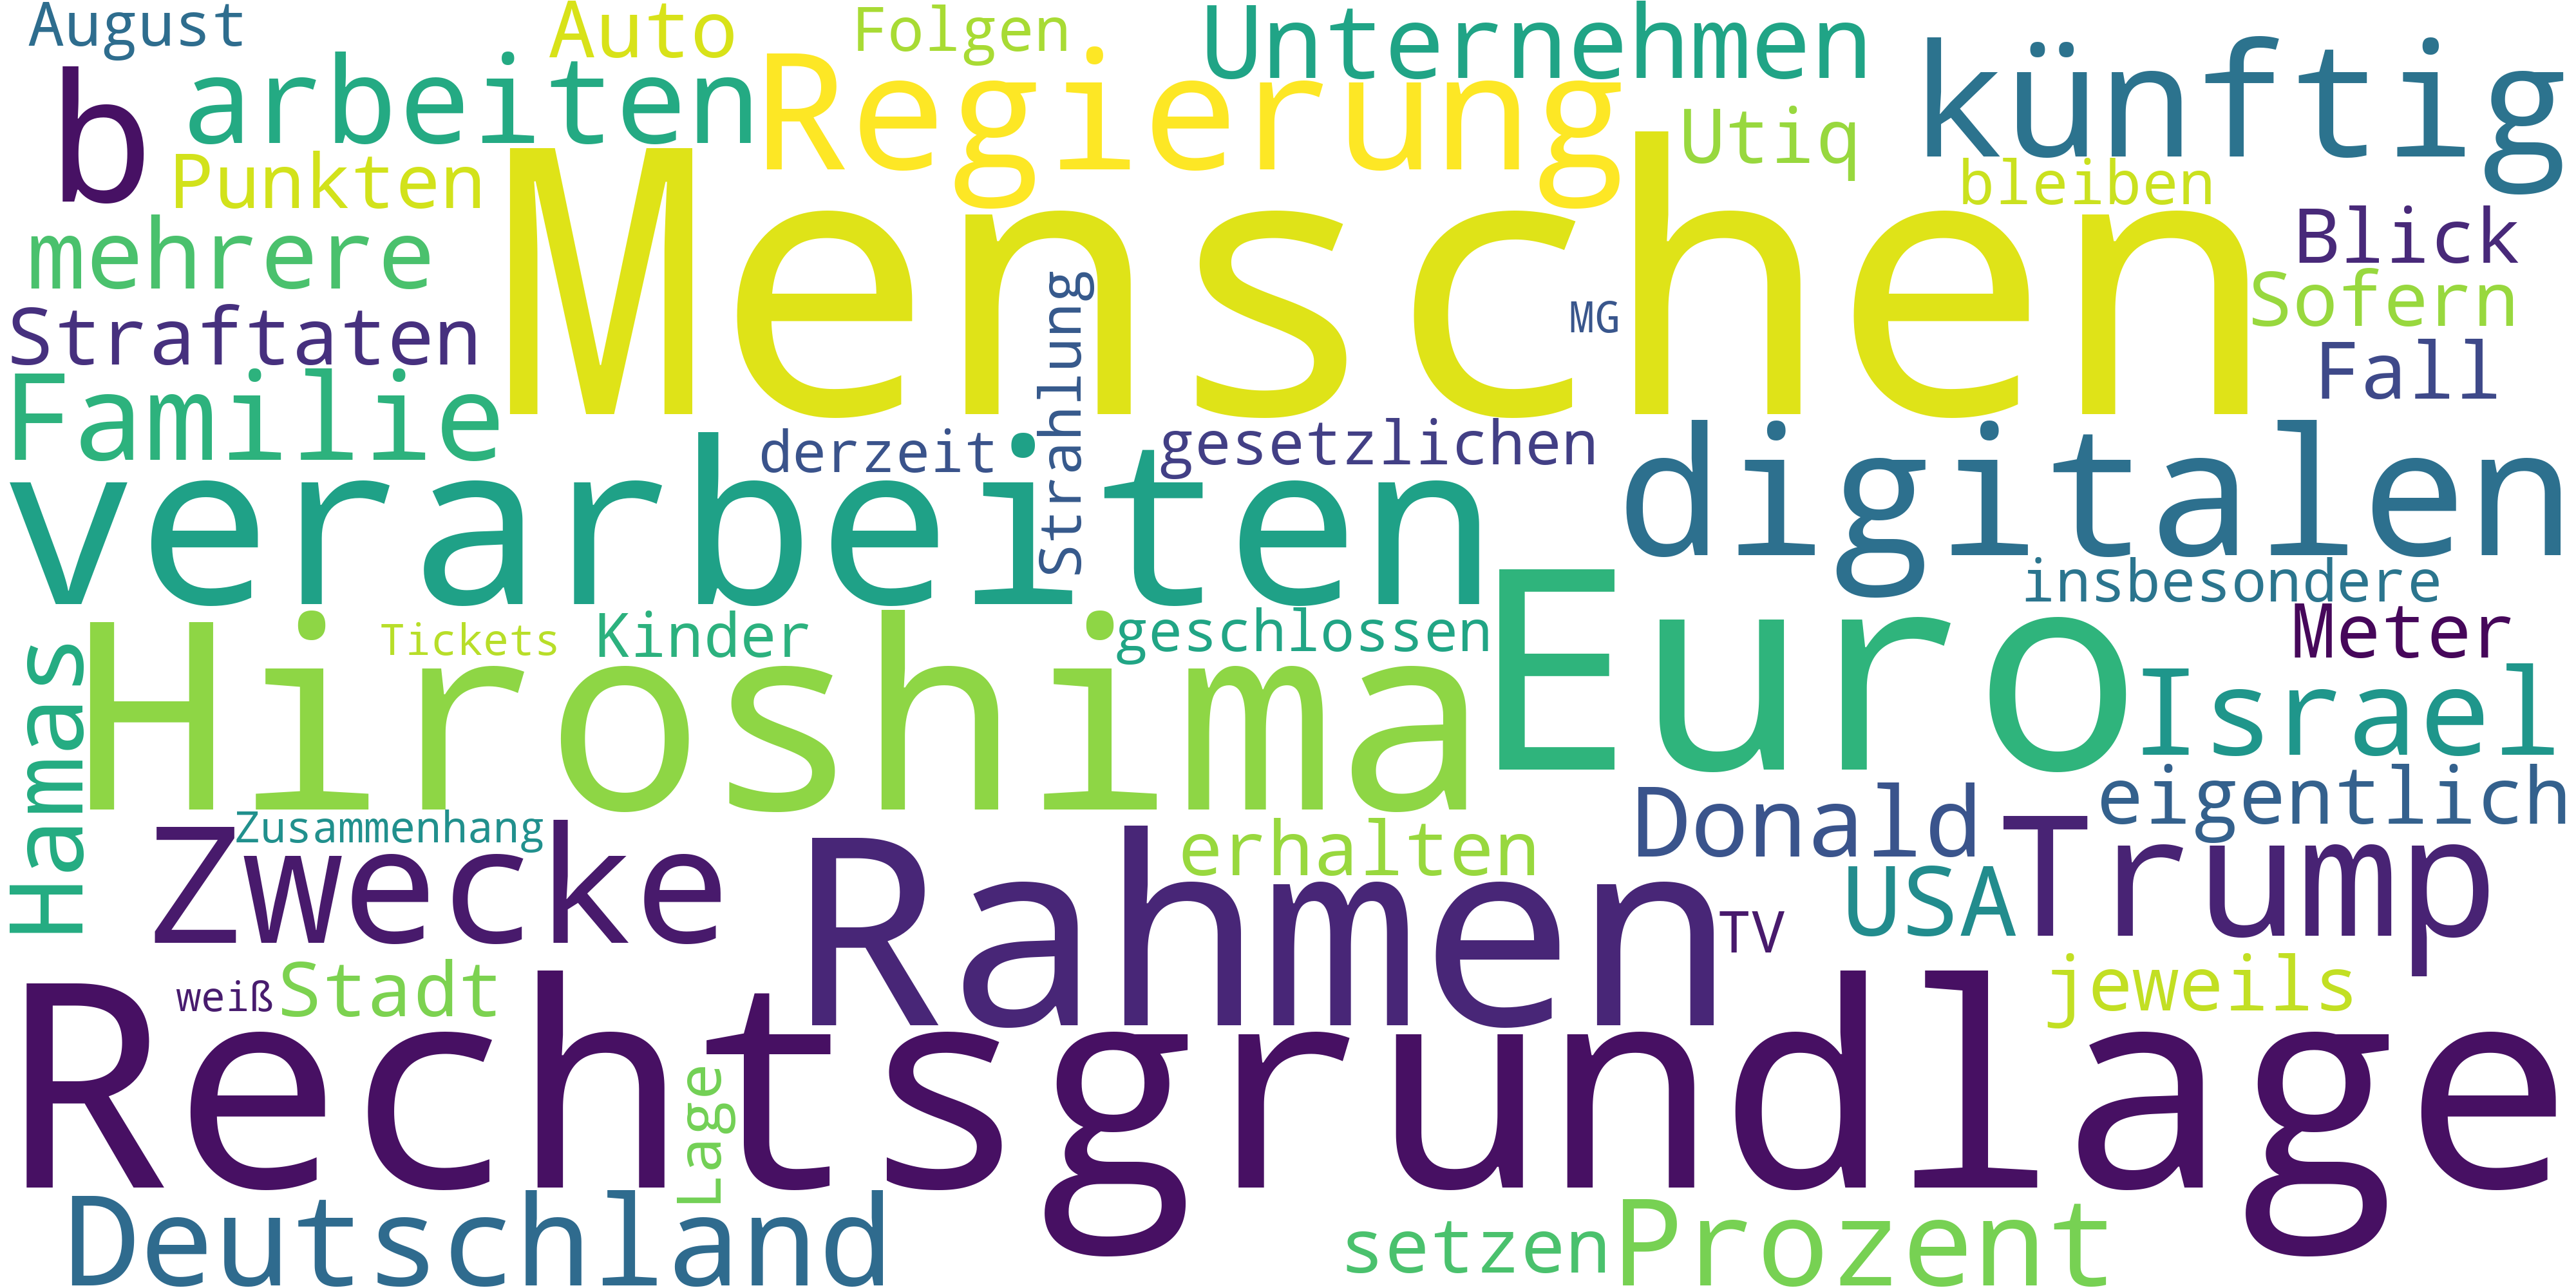 August
Auto
Folgen
Unternehmen
künftig
b
arbeiten
Regierung
Utiq
Punkten
Menschen
bleiben
mehrere
Blick
Straftaten
Strahlung
MG
Sofern
Familie
Fall
verarbeiten
derzeit
gesetzlichen
digitalen
Hiroshima
Tickets
Kinder
geschlossen
Euro
insbesondere
Meter
Hamas
Israel
Zusammenhang
Zwecke
Rahmen
erhalten
Donald
eigentlich
Trump
USA
TV
weiß
Stadt
jeweils
Rechtsgrundlage
Lage
Deutschland
setzen
Prozent